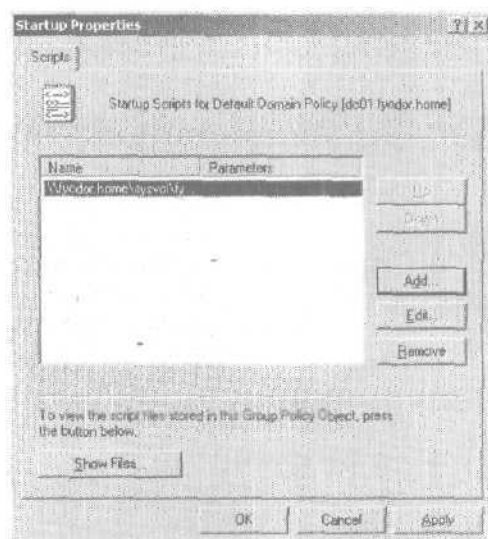 Startup Properties
Scripts
Startup Scripts for Default Domain Policy [dc01.fyodor.home]
Name Parameters
\\fyodor.home\sysvol\fy...
Up
Down
Add...
Edit...
Remove
To view the script files stored in this Group Policy Object, press
the button below.
Show Files...
OK Cancel Apply